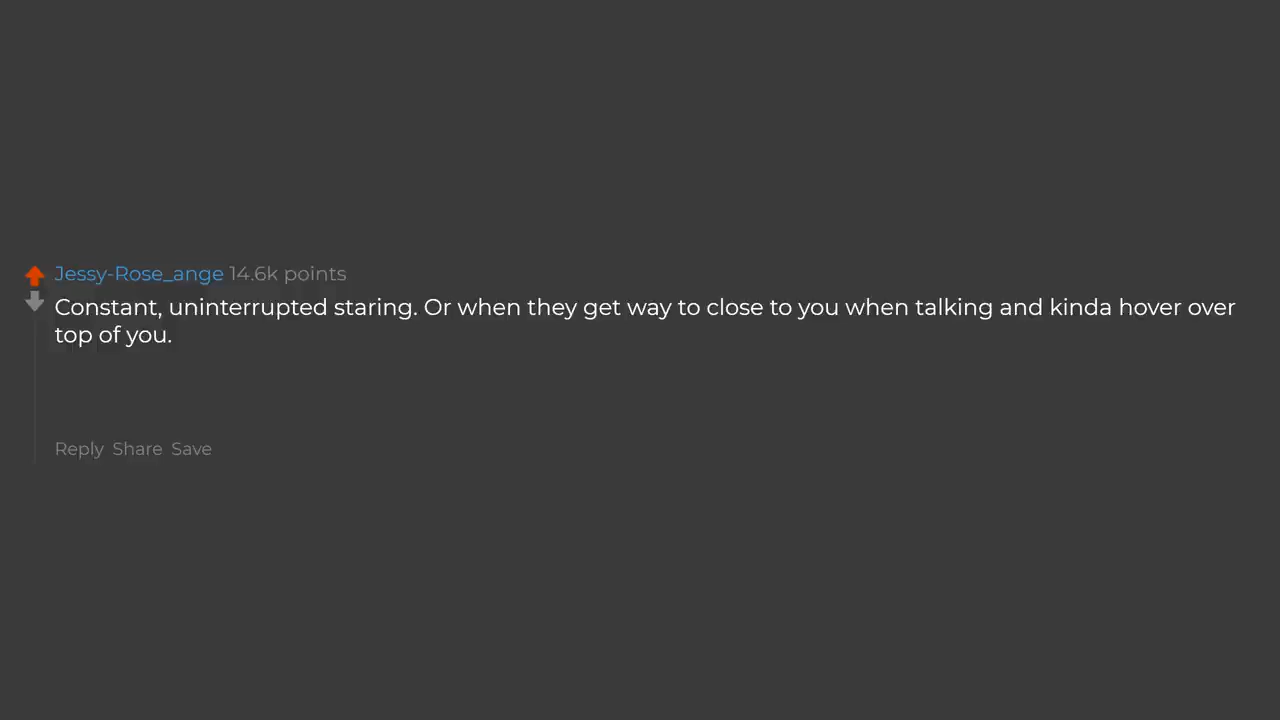 Jessy-Rose_ange 14.6k points
Constant, uninterrupted staring. Or when they get way to close to you when talking and kinda hover over
top of you.
Reply Share Save